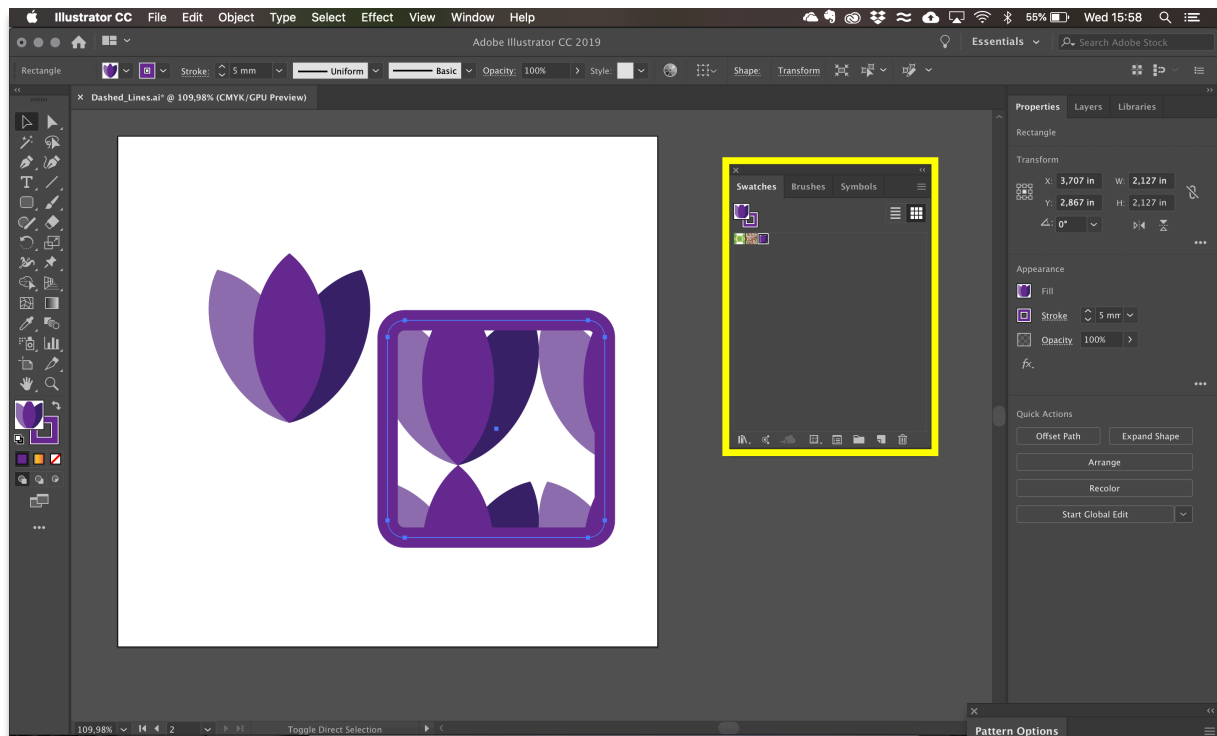 Illustrator CC File Edit Object Type Select Effect View Window Help 55% Wed 15:58
Adobe Illustrator CC 2019 Essentials Search Adobe Stock
Rectangle Stroke: 5 mm Uniform Basic Opacity: 100% Style: Shape: Transform
× Dashed_Lines.ai* @ 109,98% (CMYK/GPU Preview)
Properties Layers Libraries
Rectangle
Transform
X: 3,707 in W: 2,127 in
Y: 2,867 in H: 2,127 in
0°
Appearance
Fill
Stroke 5 mm
Opacity 100%
fx.
Quick Actions
Offset Path Expand Shape
Arrange
Recolor
Start Global Edit
Swatches Brushes Symbols
T
109,98% 2 Toggle Direct Selection
Pattern Options